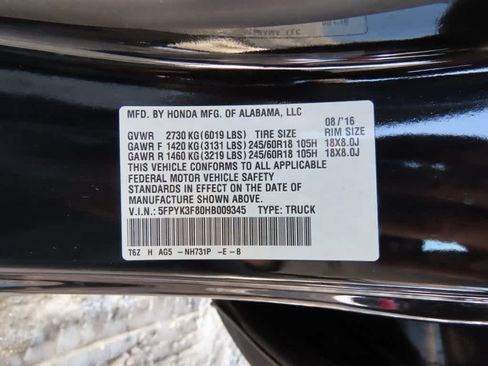 MFD. BY HONDA MFG. OF ALABAMA, LLC
08/'16
GVWR 2730 KG(6019 LBS) TIRE SIZE RIM SIZE
GAWR F 1420 KG(3131 LBS)245/60R18 105H 18X8.0J
GAWR R 1460 KG(3219 LBS)245/60R18 105H 18X8.0J
THIS VEHICLE CONFORMS TO ALL APPLICABLE
FEDERAL MOTOR VEHICLE SAFETY
STANDARDS IN EFFECT ON THE DATE OF
MANUFACTURE SHOWN ABOVE.
V.I.N.: 5FPYK3F80HB009345 TYPE: TRUCK
T6Z H AG5 -NH731P -E-B